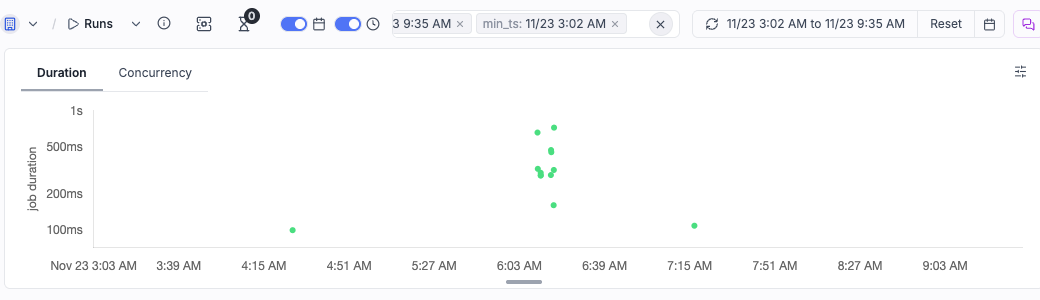 / Runs 0 3 9:35 AM × min_ts: 11/23 3:02 AM × × 11/23 3:02 AM to 11/23 9:35 AM Reset
Duration Concurrency
1s
500ms
200ms
100ms
job duration
Nov 23 3:03 AM 3:39 AM 4:15 AM 4:51 AM 5:27 AM 6:03 AM 6:39 AM 7:15 AM 7:51 AM 8:27 AM 9:03 AM